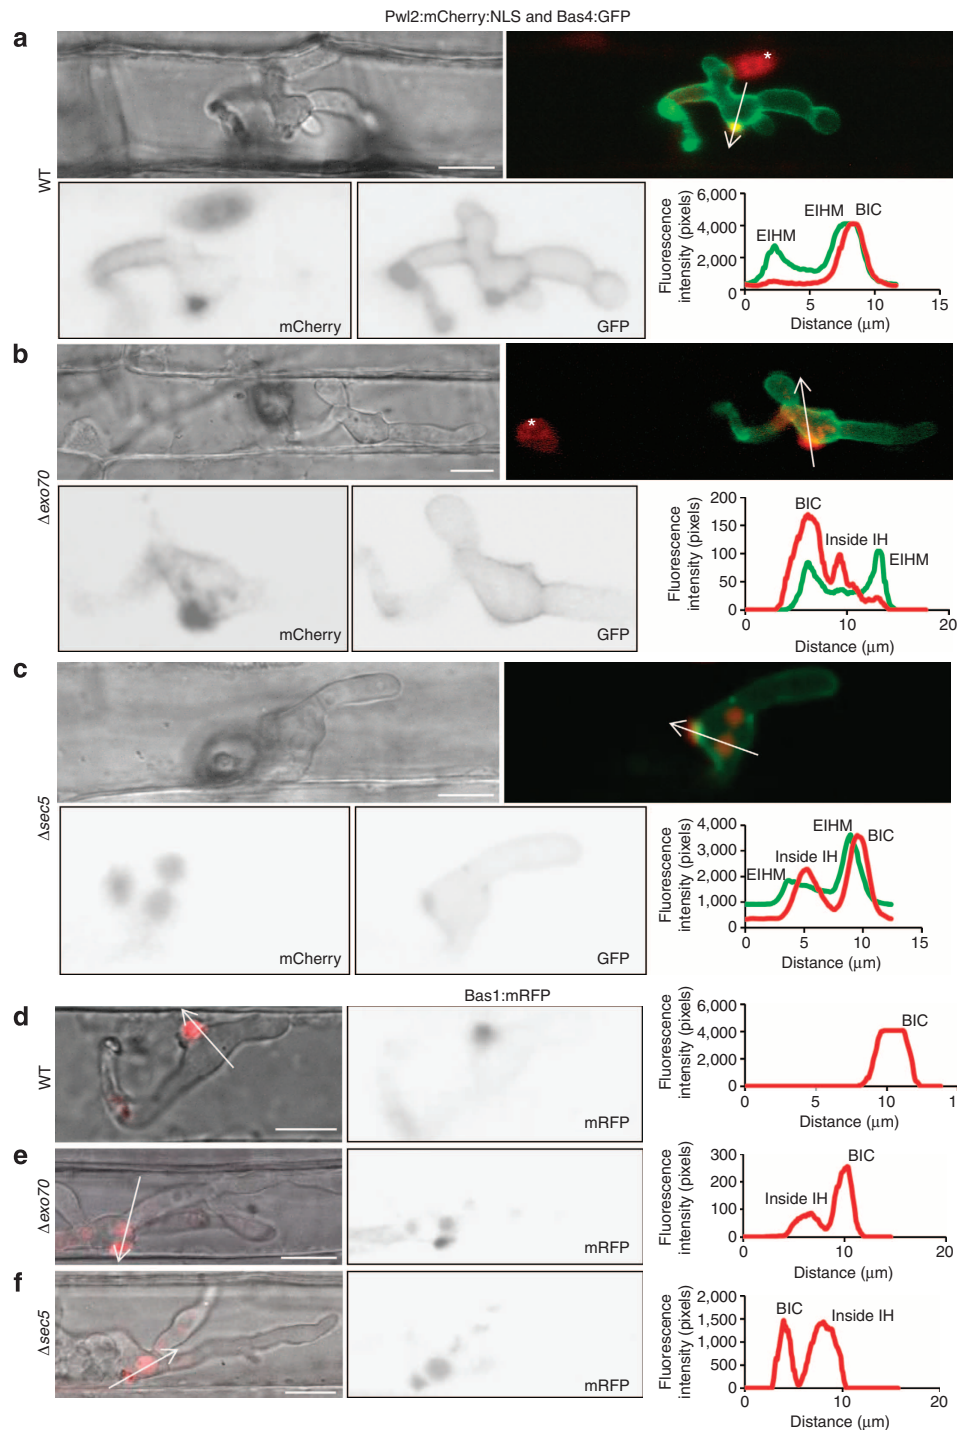 Pwl2:mCherry:NLS and Bas4:GFP
a
WT
*
mCherry
GFP
Fluorescence
intensity (pixels)
6,000
4,000
2,000
0
EIHM
EIHM
BIC
0 5 10 15
Distance (μm)
b
Δexo70
*
mCherry
GFP
Fluorescence
intensity (pixels)
200
150
100
50
0
BIC
Inside IH
EIHM
0 10 20
Distance (μm)
c
Δsec5
mCherry
GFP
Fluorescence
intensity (pixels)
4,000
3,000
2,000
1,000
0
EIHM
BIC
Inside IH
EIHM
0 5 10 15
Distance (μm)
Bas1:mRFP
d
WT
mRFP
Fluorescence
intensity (pixels)
6,000
4,000
2,000
0
BIC
0 5 10 1
Distance (μm)
e
Δexo70
mRFP
Fluorescence
intensity (pixels)
300
200
100
0
BIC
Inside IH
0 10 20
Distance (μm)
f
Δsec5
mRFP
Fluorescence
intensity (pixels)
2,000
1,500
1,000
500
0
BIC
Inside IH
0 10 20
Distance (μm)